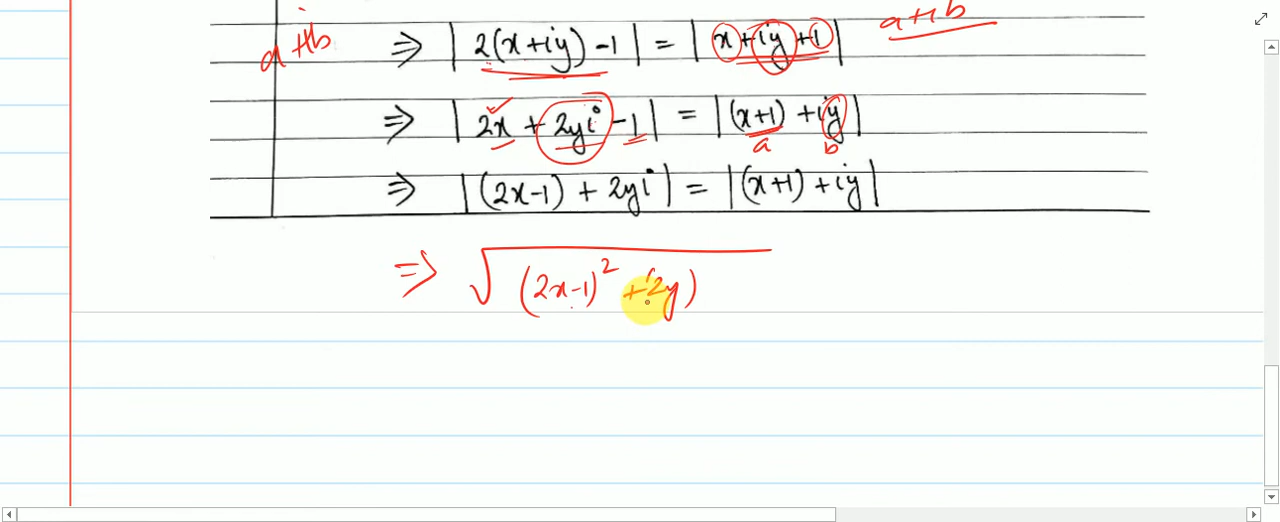 a+ib ⇒ |2(x+iy)-1| = |x+iy+1| a+ib
⇒ |2x + 2yi - 1| = |(x+1) + iy|
a b
⇒ |(2x-1) + 2yi| = |(x+1) + iy|
⇒ √((2x-1)² + (2y)